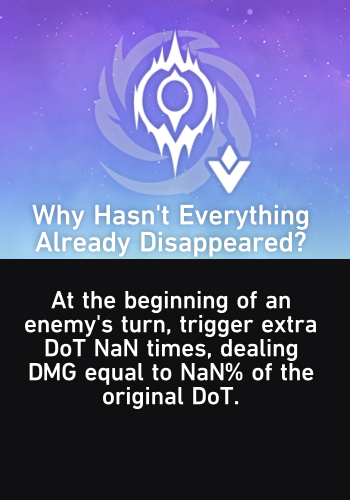 Why Hasn't Everything
Already Disappeared?
At the beginning of an
enemy's turn, trigger extra
DoT NaN times, dealing
DMG equal to NaN% of the
original DoT.